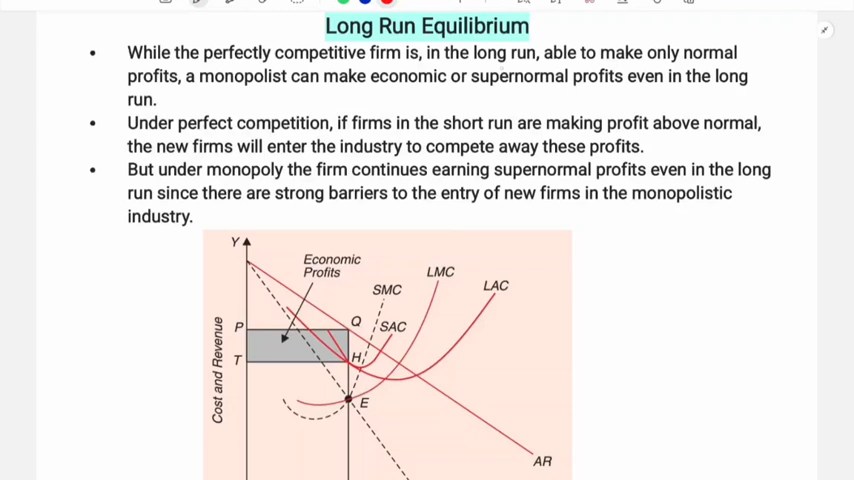 Long Run Equilibrium
• While the perfectly competitive firm is, in the long run, able to make only normal
profits, a monopolist can make economic or supernormal profits even in the long
run.
• Under perfect competition, if firms in the short run are making profit above normal,
the new firms will enter the industry to compete away these profits.
• But under monopoly the firm continues earning supernormal profits even in the long
run since there are strong barriers to the entry of new firms in the monopolistic
industry.
Y
Economic
Profits
LMC
SMC
LAC
P
Q
SAC
T
H
Cost and Revenue
E
AR